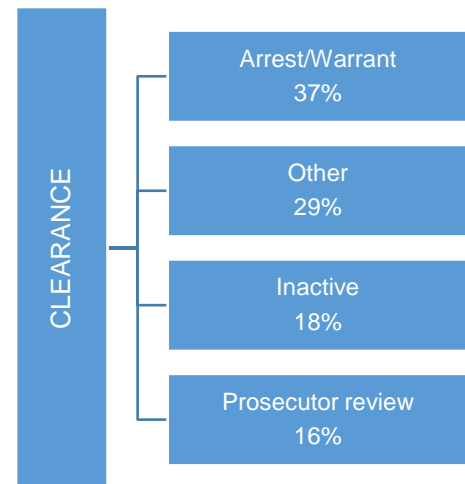 CLEARANCE
Arrest/Warrant
37%
Other
29%
Inactive
18%
Prosecutor review
16%